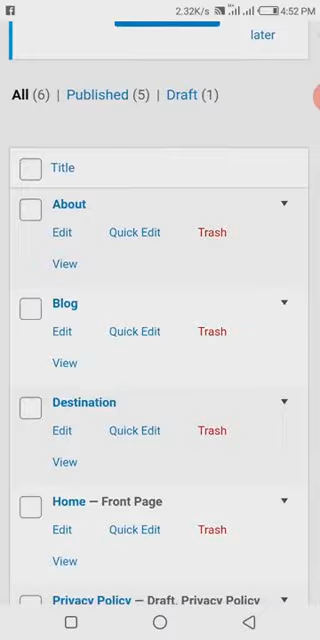 2.32K/s 4:52 PM
later
All (6) | Published (5) | Draft (1)
Title
About
Edit Quick Edit Trash
View
Blog
Edit Quick Edit Trash
View
Destination
Edit Quick Edit Trash
View
Home — Front Page
Edit Quick Edit Trash
View
Privacy Policy — Draft, Privacy Policy